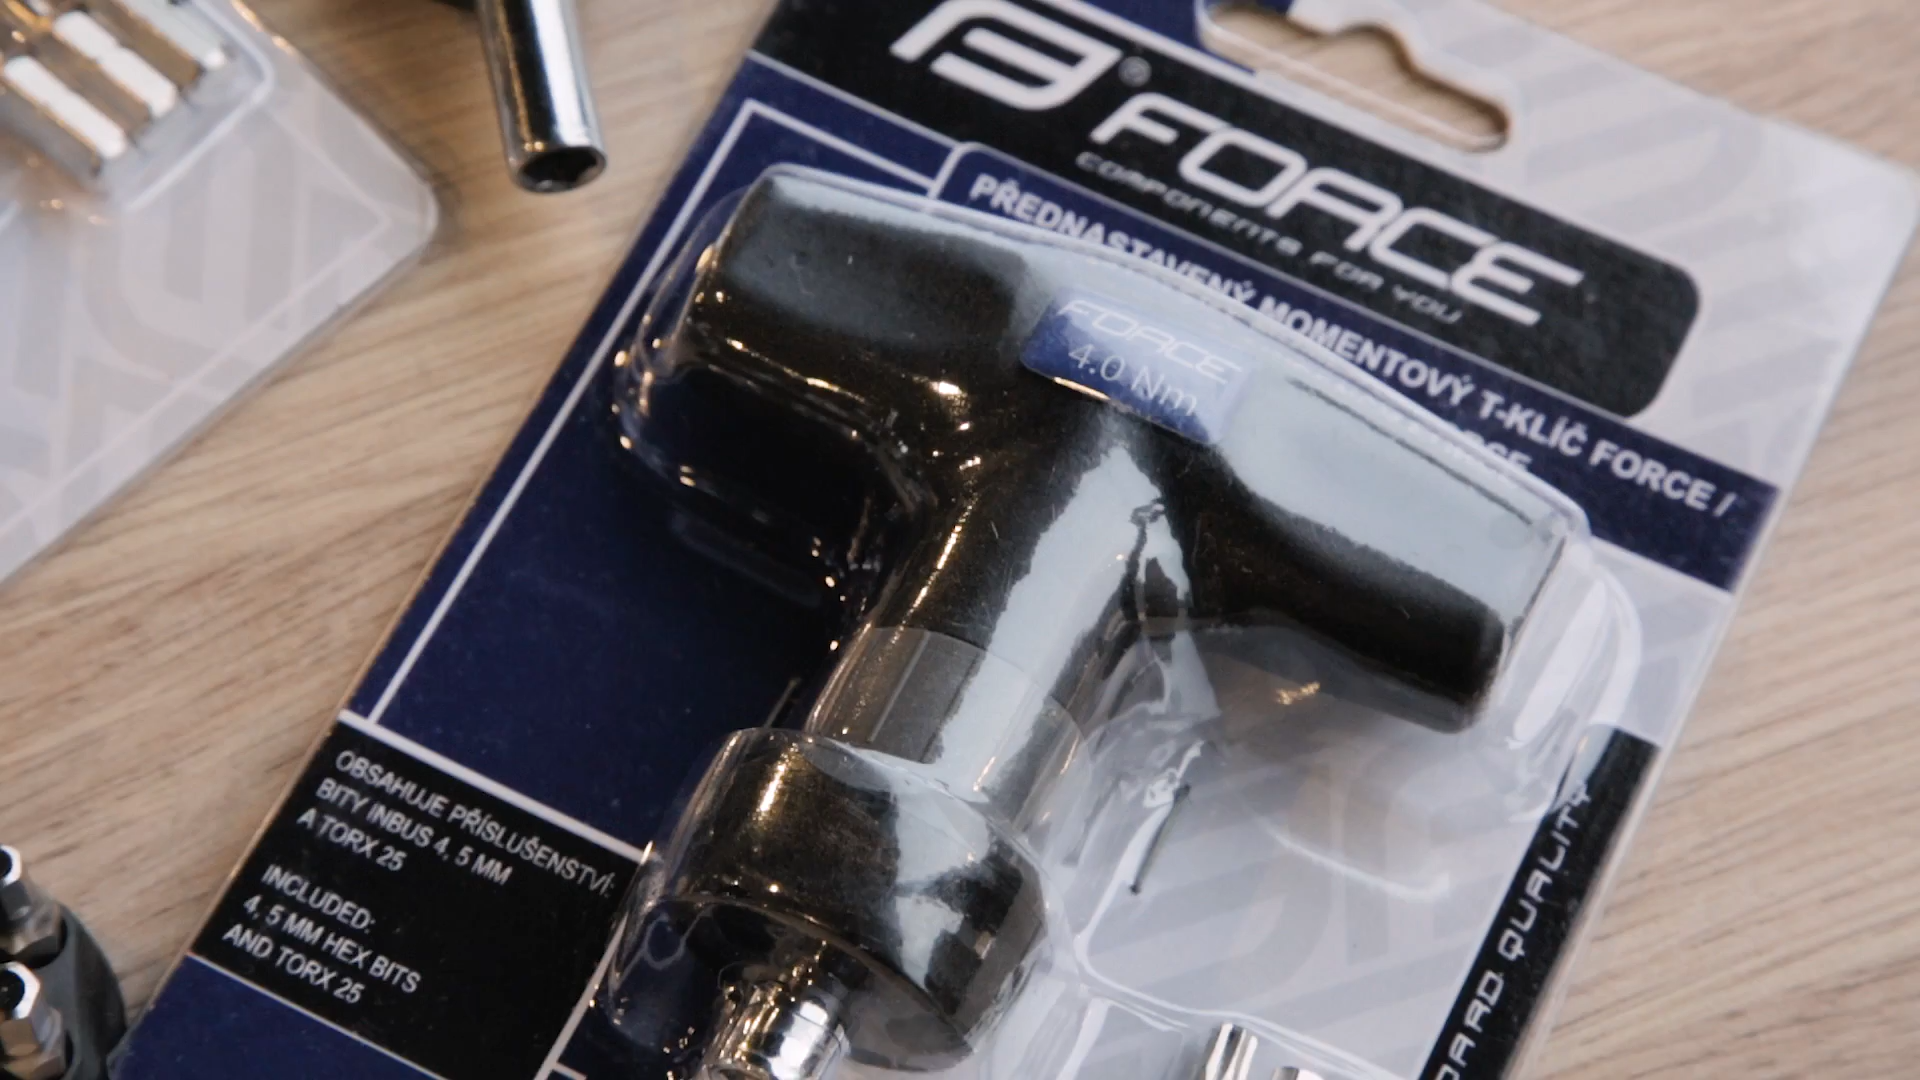 FORCE
COMPONENTS FOR YOU
PŘEDNASTAVENÝ MOMENTOVÝ T-KLÍČ FORCE /
FORCE
4.0 Nm
OBSAHUJE PŘÍSLUŠENSTVÍ:
BITY INBUS 4, 5 MM
A TORX 25
INCLUDED:
4, 5 MM HEX BITS
AND TORX 25
QUALITY